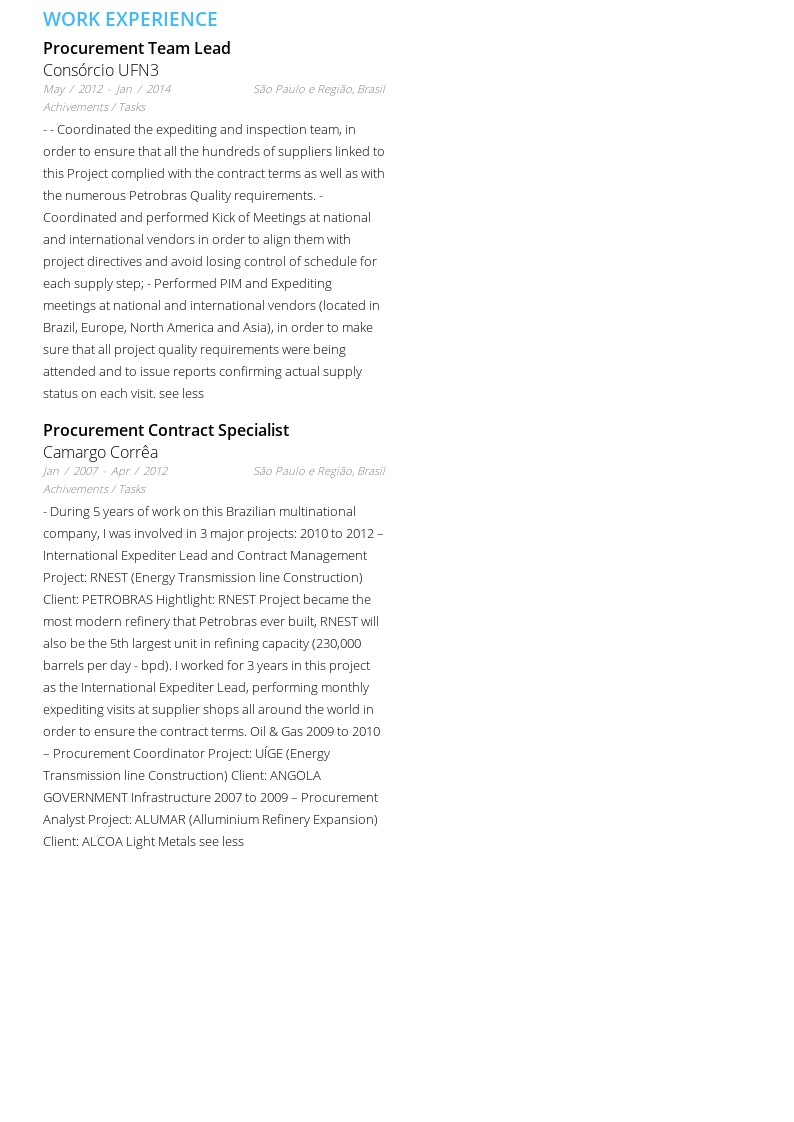 WORK EXPERIENCE
Procurement Team Lead
Consórcio UFN3
May / 2012 - Jan / 2014 São Paulo e Região, Brasil
Achivements / Tasks
- - Coordinated the expediting and inspection team, in
order to ensure that all the hundreds of suppliers linked to
this Project complied with the contract terms as well as with
the numerous Petrobras Quality requirements. -
Coordinated and performed Kick of Meetings at national
and international vendors in order to align them with
project directives and avoid losing control of schedule for
each supply step; - Performed PIM and Expediting
meetings at national and international vendors (located in
Brazil, Europe, North America and Asia), in order to make
sure that all project quality requirements were being
attended and to issue reports confirming actual supply
status on each visit. see less
Procurement Contract Specialist
Camargo Corrêa
Jan / 2007 - Apr / 2012 São Paulo e Região, Brasil
Achivements / Tasks
- During 5 years of work on this Brazilian multinational
company, I was involved in 3 major projects: 2010 to 2012 –
International Expediter Lead and Contract Management
Project: RNEST (Energy Transmission line Construction)
Client: PETROBRAS Hightlight: RNEST Project became the
most modern refinery that Petrobras ever built, RNEST will
also be the 5th largest unit in refining capacity (230,000
barrels per day - bpd). I worked for 3 years in this project
as the International Expediter Lead, performing monthly
expediting visits at supplier shops all around the world in
order to ensure the contract terms. Oil & Gas 2009 to 2010
– Procurement Coordinator Project: UÍGE (Energy
Transmission line Construction) Client: ANGOLA
GOVERNMENT Infrastructure 2007 to 2009 – Procurement
Analyst Project: ALUMAR (Alluminium Refinery Expansion)
Client: ALCOA Light Metals see less